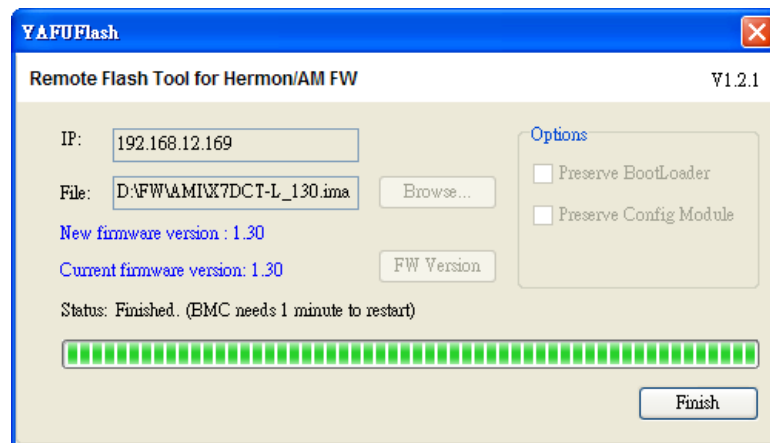 YAFUFlash
Remote Flash Tool for Hermon/AM FW V1.2.1
IP: 192.168.12.169
Options
Preserve BootLoader
File: D:\FW\AMI\X7DCT-L_130.ima Browse...
Preserve Config Module
New firmware version : 1.30
Current firmware version: 1.30 FW Version
Status: Finished. (BMC needs 1 minute to restart)
Finish